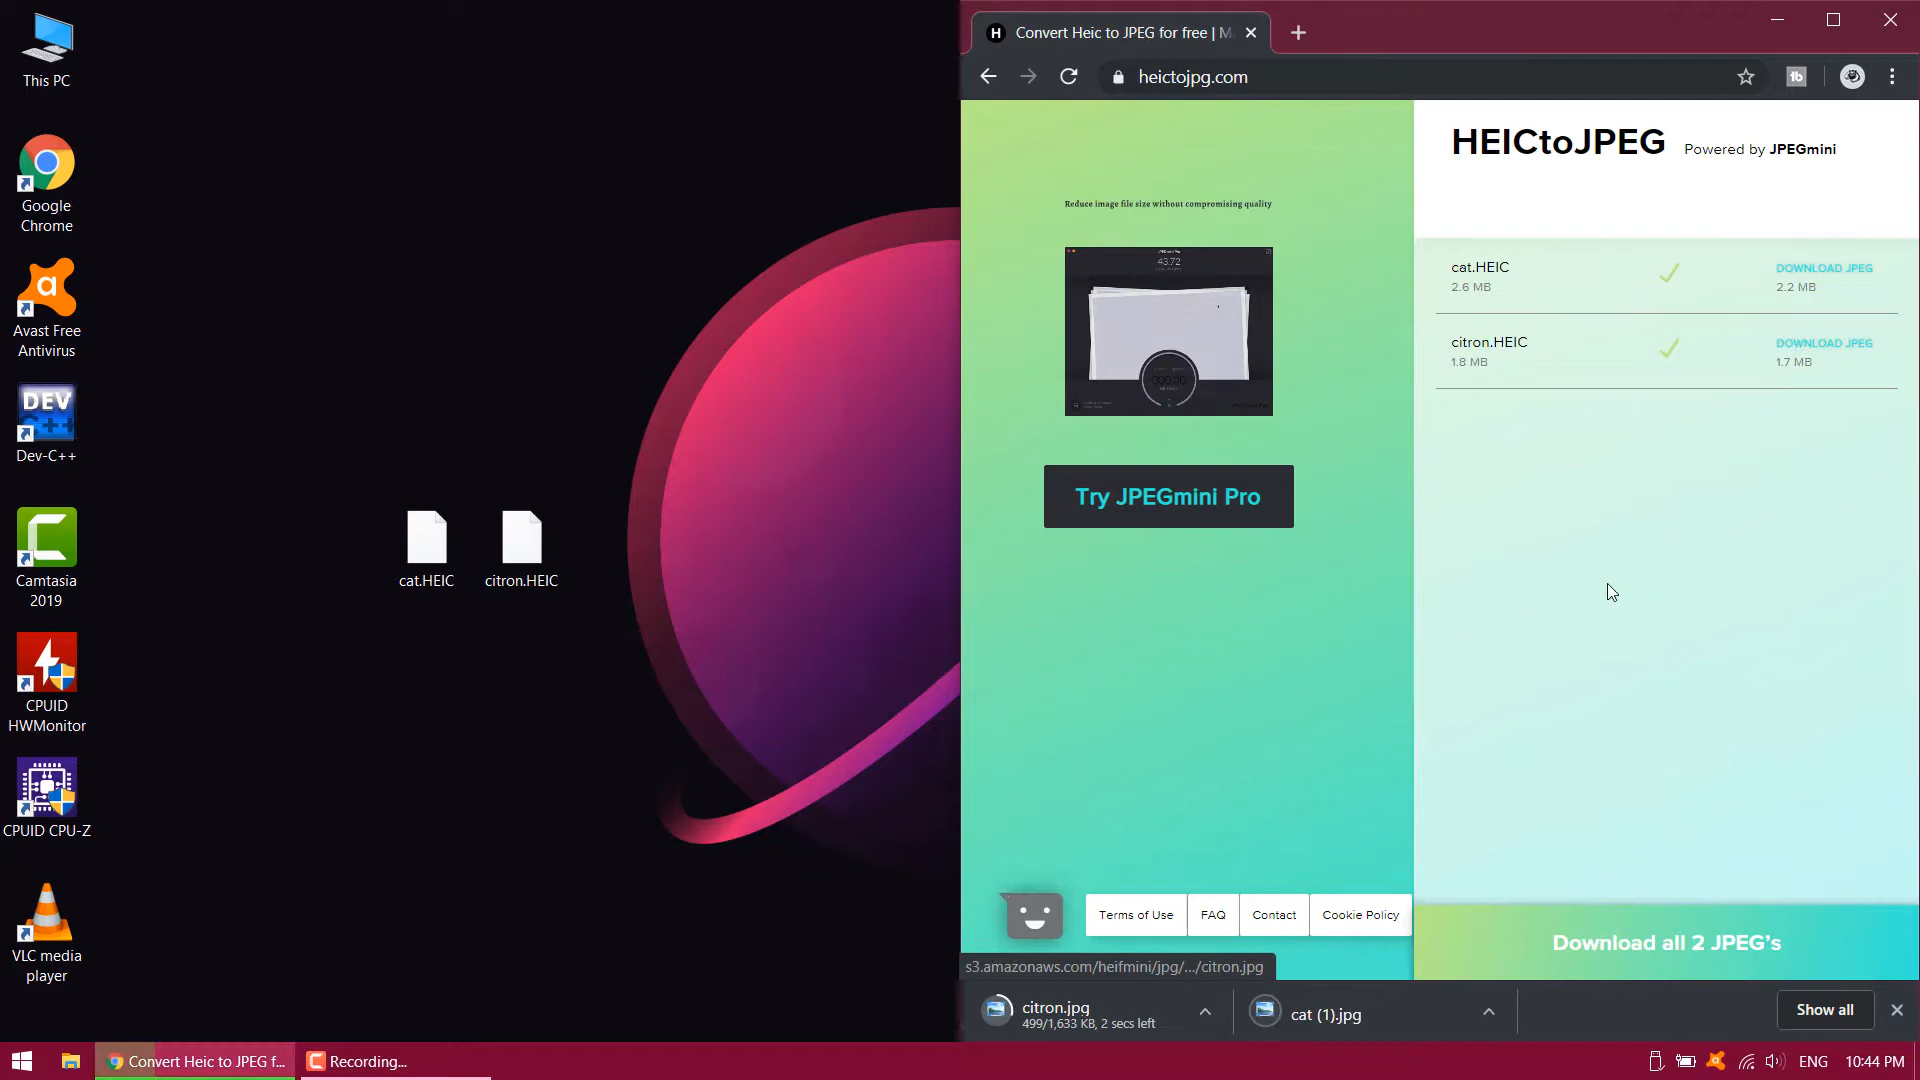 This PC
Google
Chrome
Avast Free
Antivirus
DEV
C++
Dev-C++
Camtasia
2019
CPUID
HWMonitor
CPUID CPU-Z
VLC media
player
cat.HEIC
citron.HEIC
Convert Heic to JPEG for free | M
heictojpg.com
Reduce image file size without compromising quality
43.72
Try JPEGmini Pro
Terms of Use
FAQ
Contact
Cookie Policy
HEICtoJPEG Powered by JPEGmini
cat.HEIC
DOWNLOAD JPEG
2.6 MB
2.2 MB
citron.HEIC
DOWNLOAD JPEG
1.8 MB
1.7 MB
Download all 2 JPEG's
s3.amazonaws.com/heifmini/jpg/.../citron.jpg
citron.jpg
499/1,633 KB, 2 secs left
cat (1).jpg
Show all
Convert Heic to JPEG f...
Recording...
ENG
10:44 PM